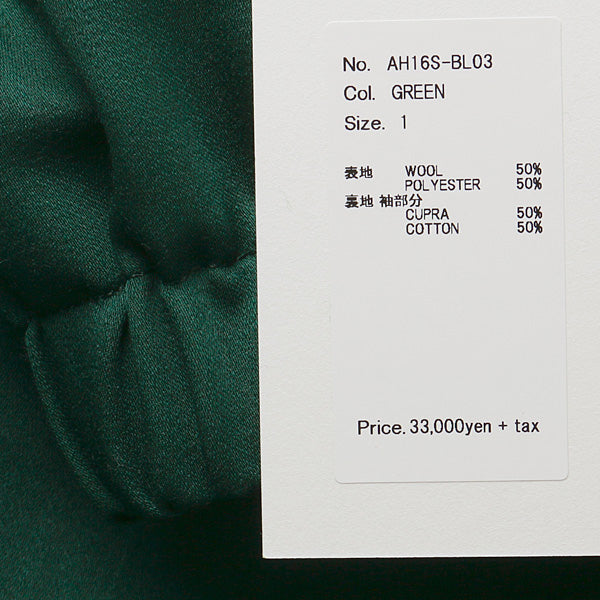 No. AH16S-BL03
Col. GREEN
Size. 1
表地 WOOL 50%
POLYESTER 50%
裏地 袖部分
CUPRA 50%
COTTON 50%
Price. 33,000yen + tax